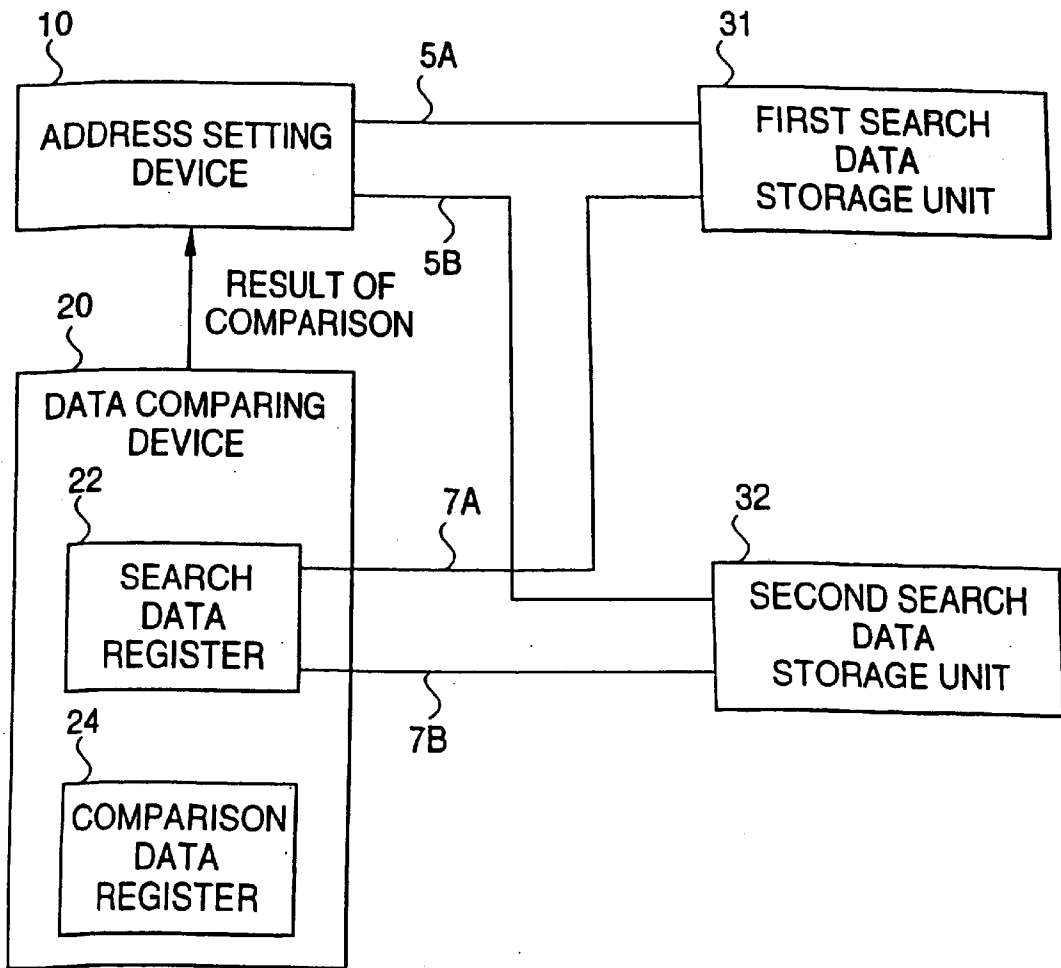 10
ADDRESS SETTING
DEVICE
5A
5B
31
FIRST SEARCH
DATA
STORAGE UNIT
RESULT OF
COMPARISON
20
DATA COMPARING
DEVICE
22
SEARCH
DATA
REGISTER
7A
7B
32
SECOND SEARCH
DATA
STORAGE UNIT
24
COMPARISON
DATA
REGISTER